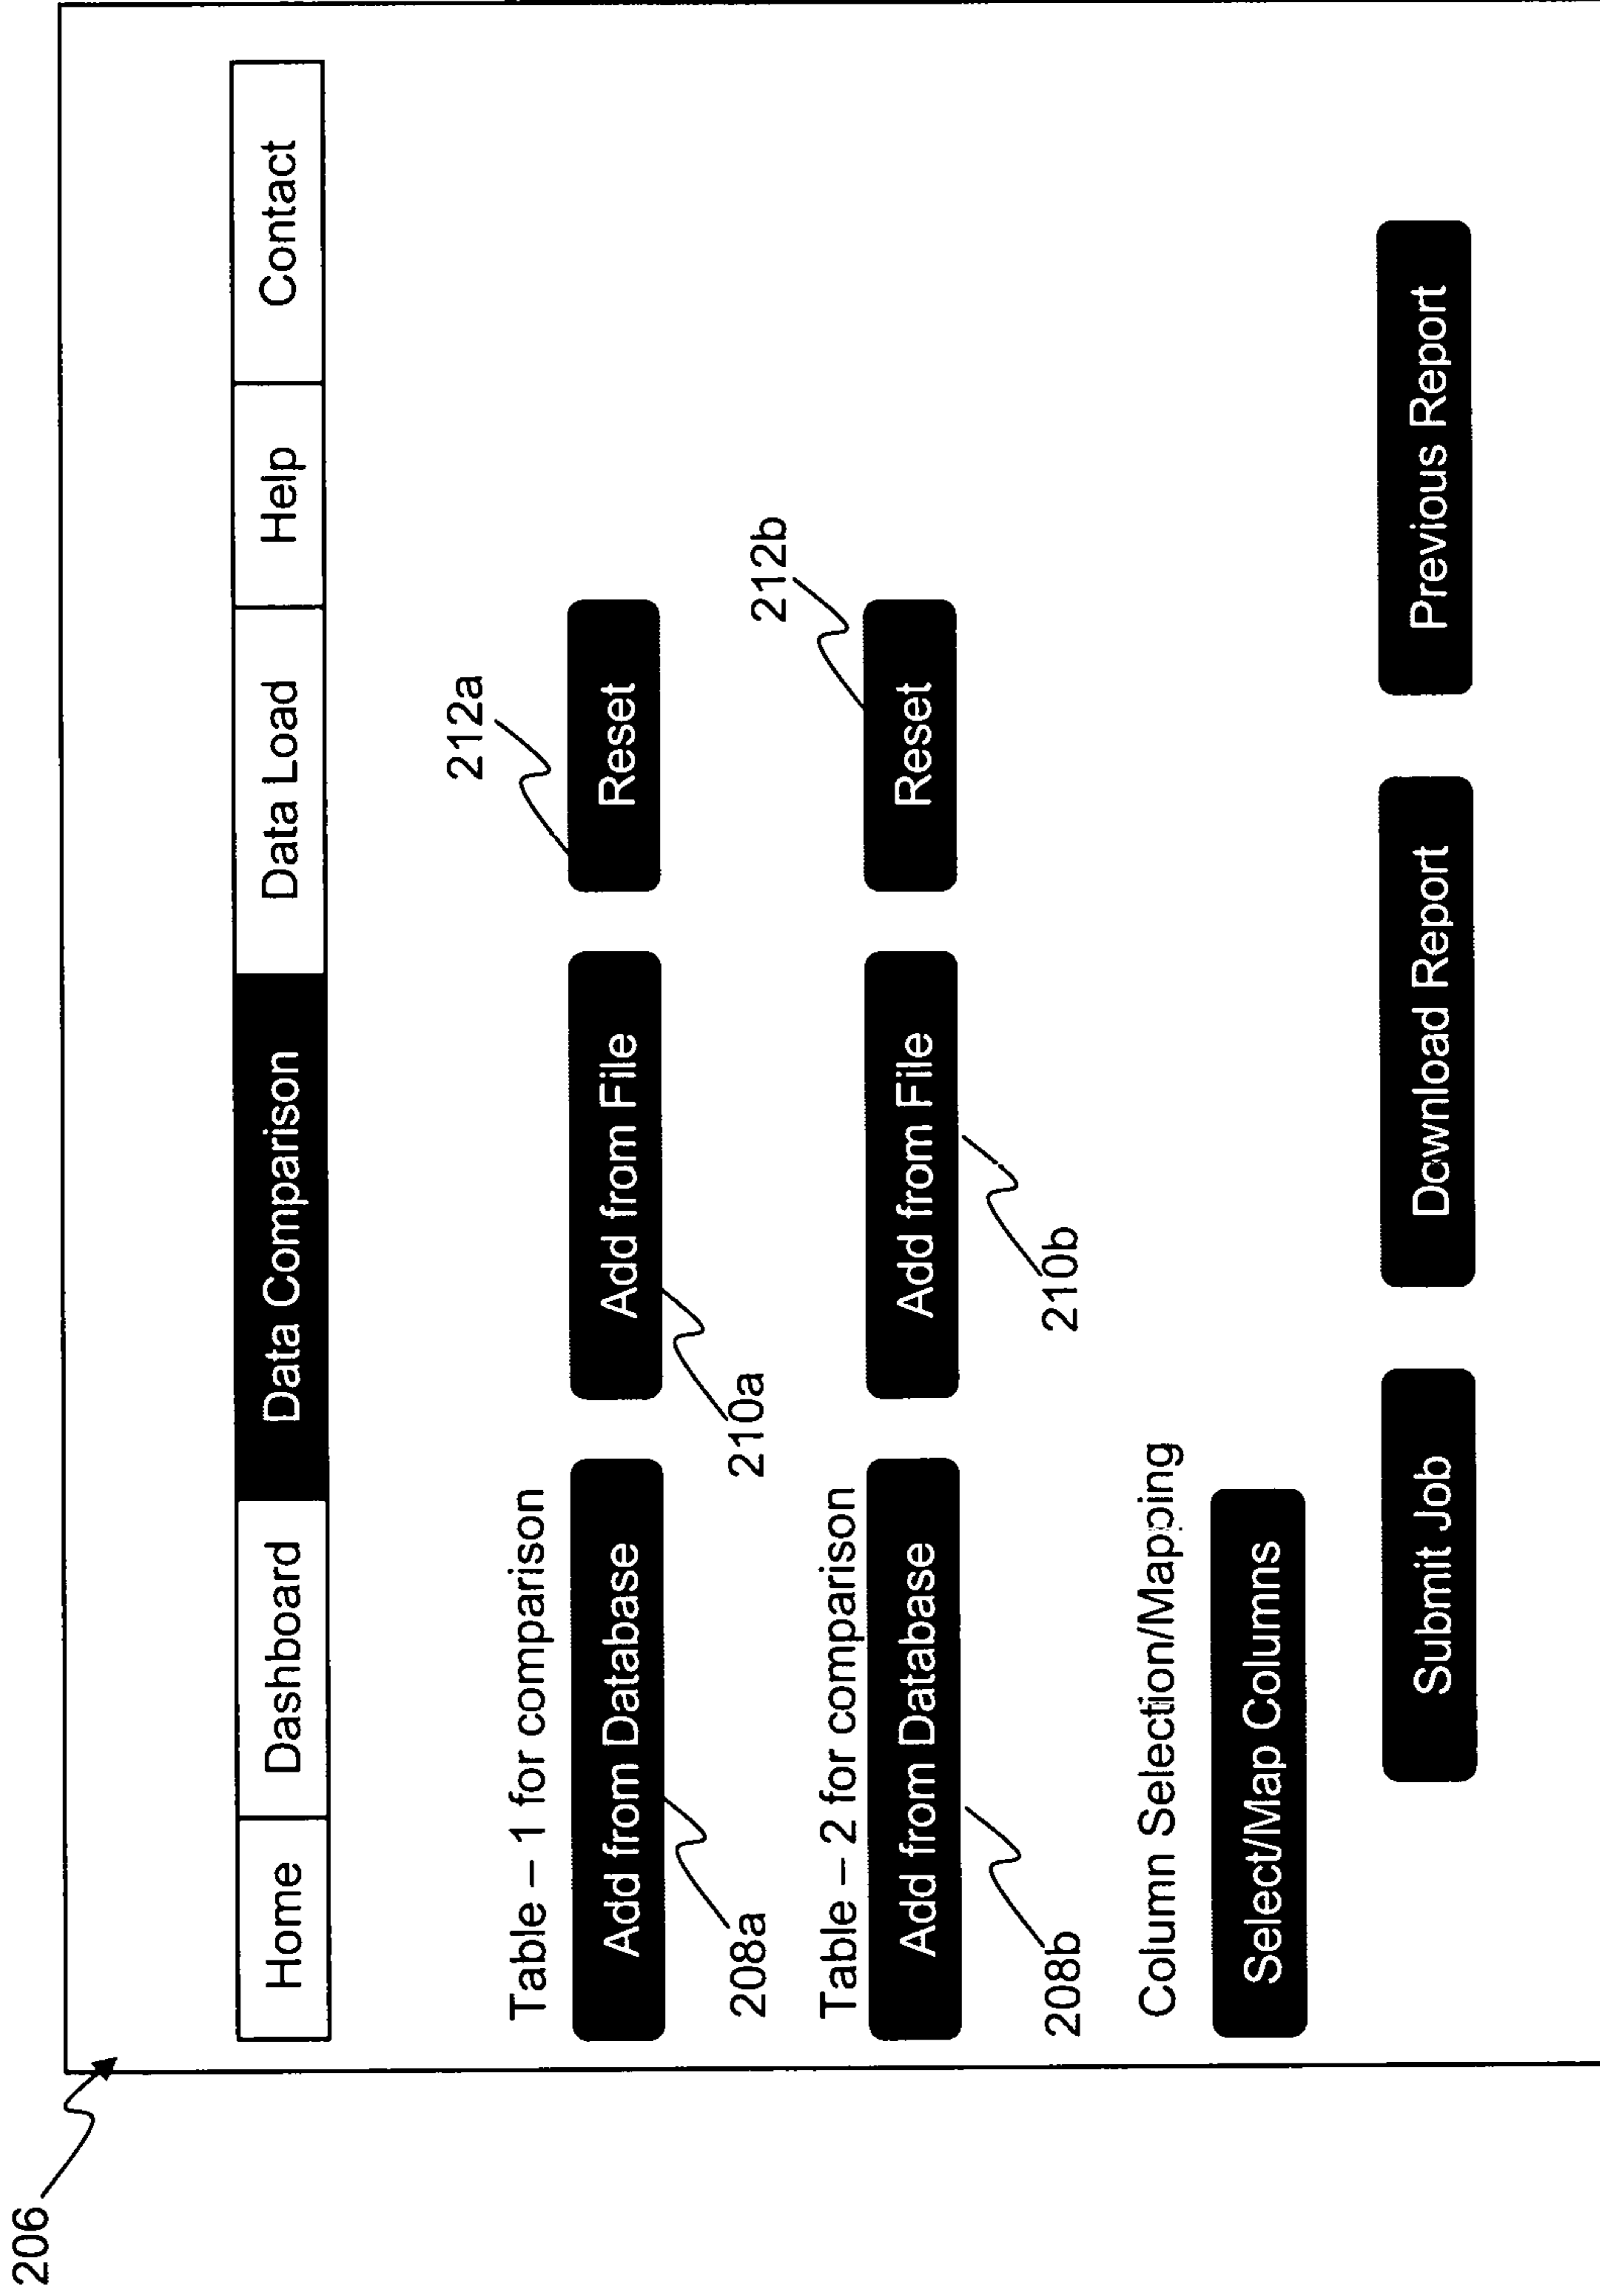 206
Home Dashboard Data Comparison Data Load Help Contact
212a
Table – 1 for comparison
Add from Database Add from File Reset
208a 210a 212b
Table – 2 for comparison
Add from Database Add from File Reset
208b 210b
Column Selection/Mapping
Select/Map Columns
Submit Job Download Report Previous Report